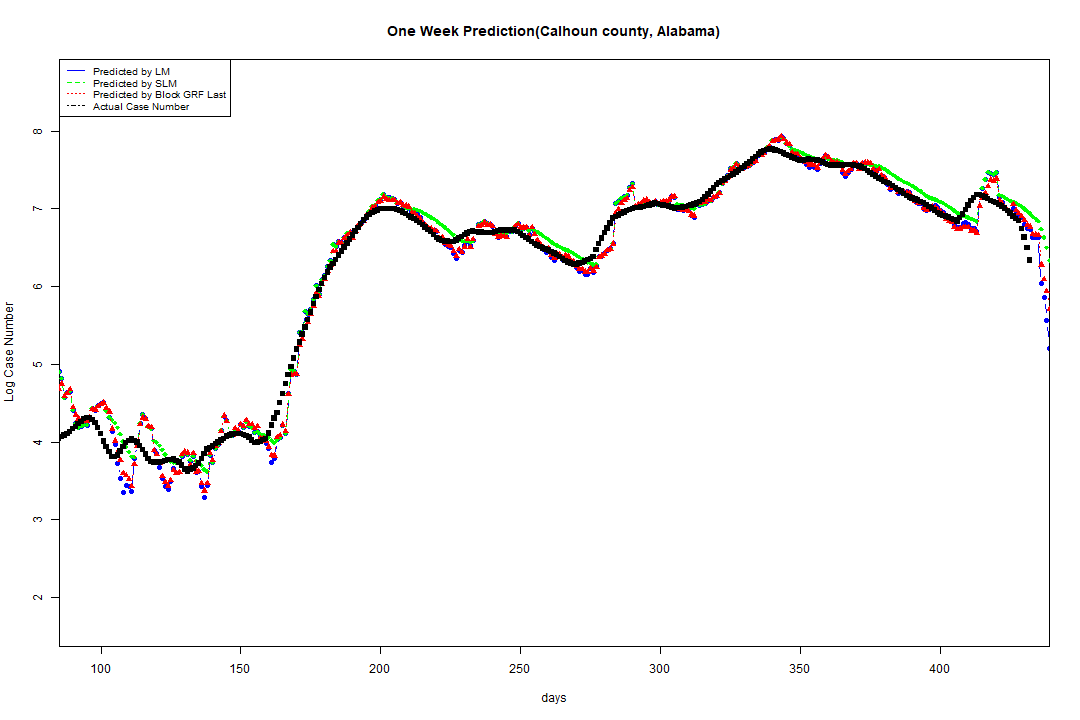 One Week Prediction(Calhoun county, Alabama)
Predicted by LM
Predicted by SLM
Predicted by Block GRF Last
Actual Case Number
8
7
6
5
4
3
2
Log Case Number
100 150 200 250 300 350 400
days